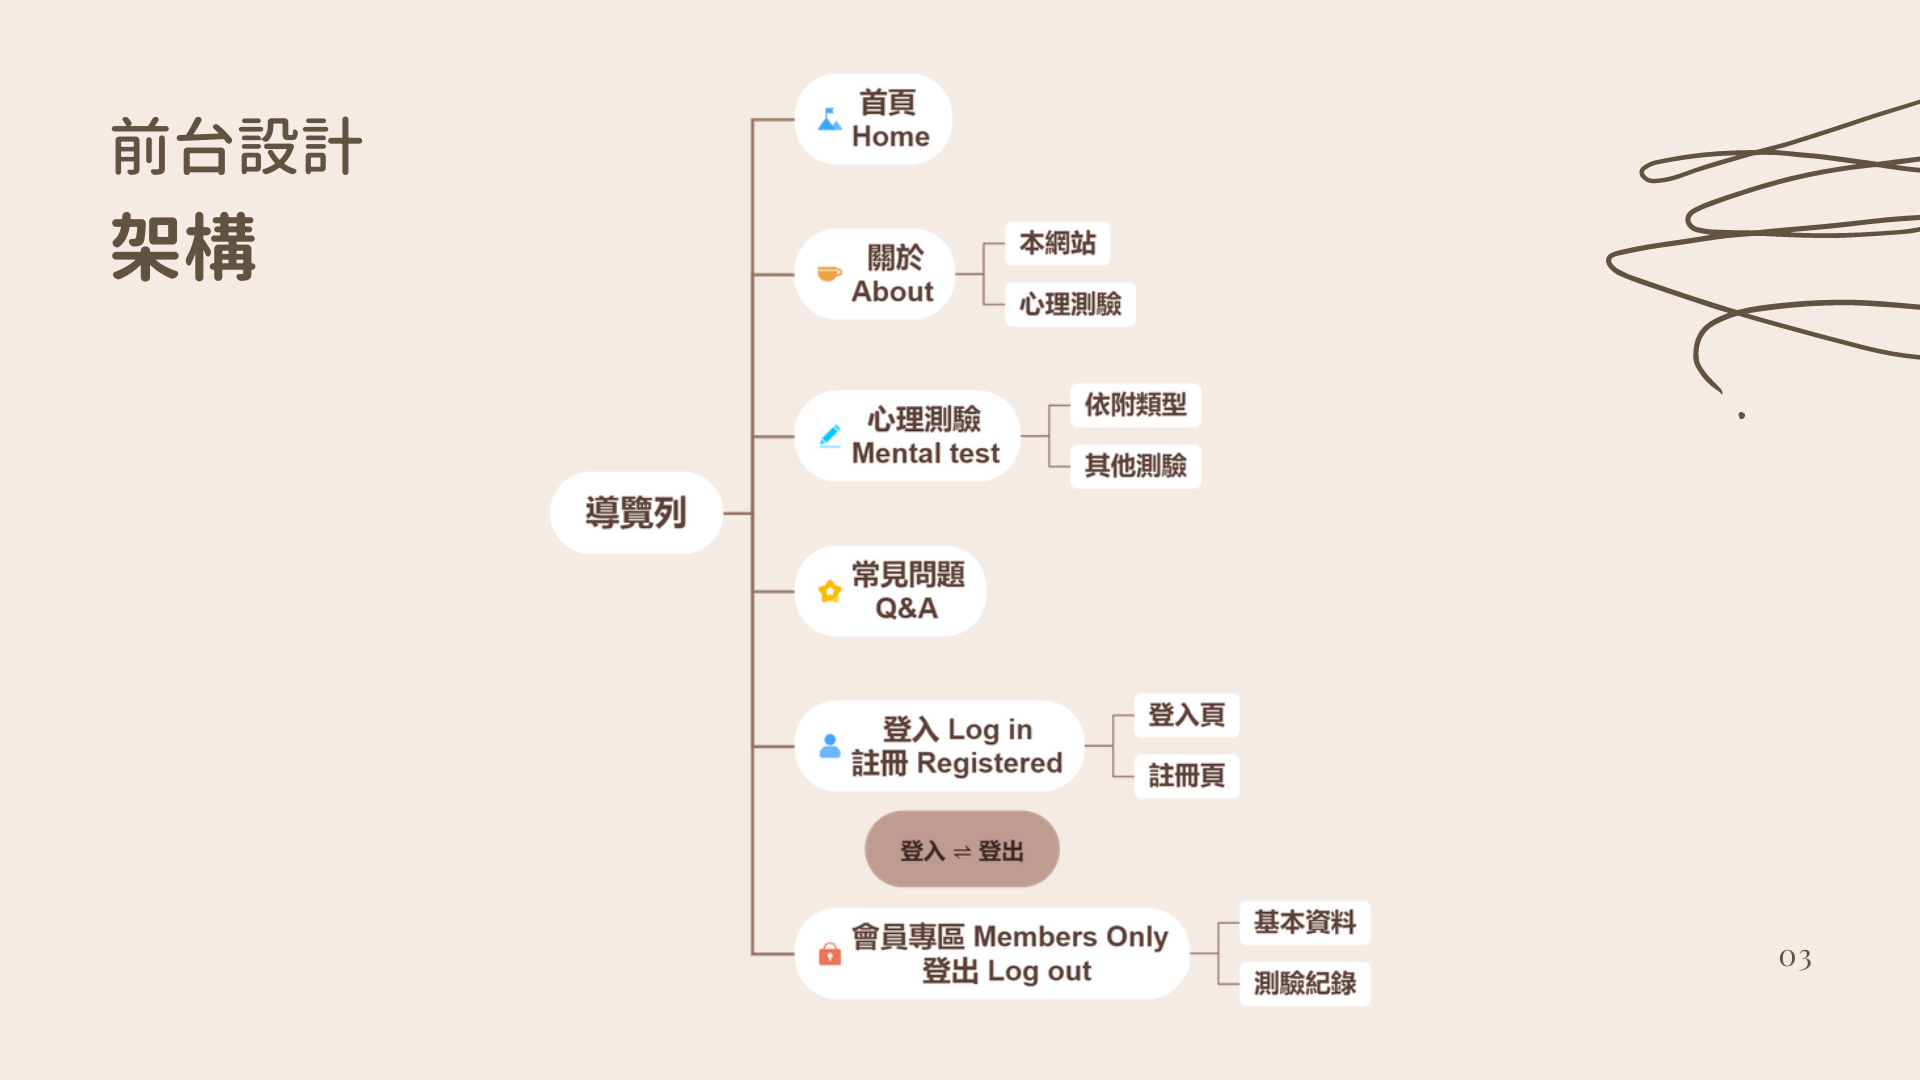 前台設計
架構
導覽列
首頁
Home
關於
About
本網站
心理測驗
心理測驗
Mental test
依附類型
其他測驗
常見問題
Q&A
登入 Log in
註冊 Registered
登入頁
註冊頁
登入 ⇌ 登出
會員專區 Members Only
登出 Log out
基本資料
測驗紀錄
03